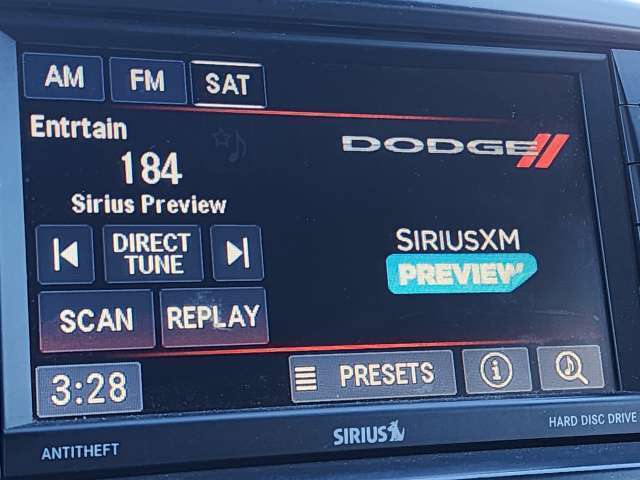 AM FM SAT
Entrtain
184
Sirius Preview
DODGE
SIRIUSXM
PREVIEW
DIRECT
TUNE
SCAN REPLAY
3:28 PRESETS
SIRIUS
HARD DISC DRIVE
ANTITHEFT